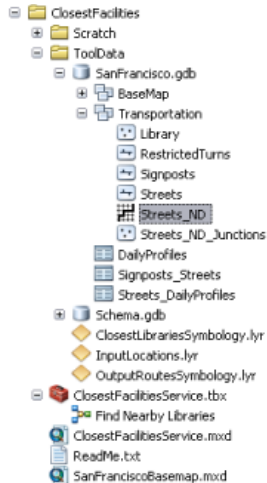 ClosestFacilities
Scratch
ToolData
SanFrancisco.gdb
BaseMap
Transportation
Library
RestrictedTurns
Signposts
Streets
Streets_ND
Streets_ND_Junctions
DailyProfiles
Signposts_Streets
Streets_DailyProfiles
Schema.gdb
ClosestLibrariesSymbology.lyr
InputLocations.lyr
OutputRoutesSymbology.lyr
ClosestFacilitiesService.tbx
Find Nearby Libraries
ClosestFacilitiesService.mxd
ReadMe.txt
SanFranciscoBasemap.mxd